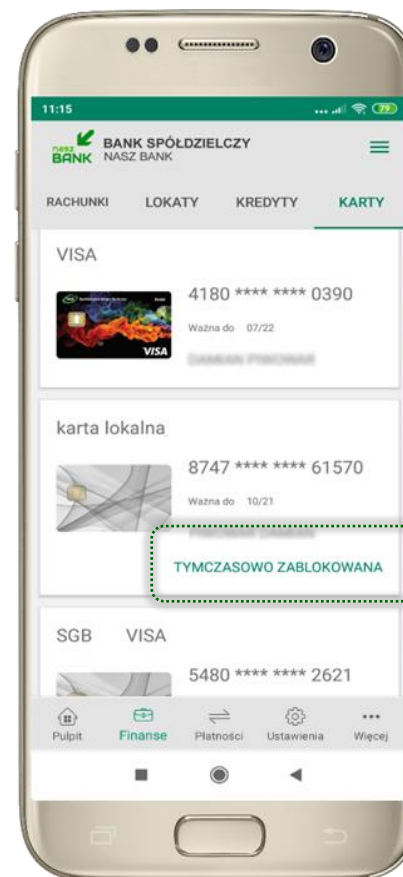 11:15
79
nasz BANK
BANK SPÓŁDZIELCZY
NASZ BANK
RACHUNKI LOKATY KREDYTY KARTY
VISA
4180 **** **** 0390
Ważna do 07/22
VISA
karta lokalna
8747 **** **** 61570
Ważna do 10/21
TYMCZASOWO ZABLOKOWANA
SGB VISA
5480 **** **** 2621
Pulpit Finanse Płatności Ustawienia Więcej